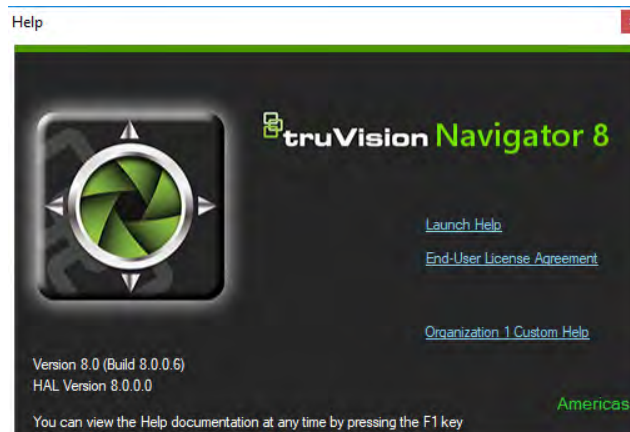 Help
truVision Navigator 8
Launch Help
End-User License Agreement
Organization 1 Custom Help
Version 8.0 (Build 8.0.0.6)
HAL Version 8.0.0.0
Americas
You can view the Help documentation at any time by pressing the F1 key